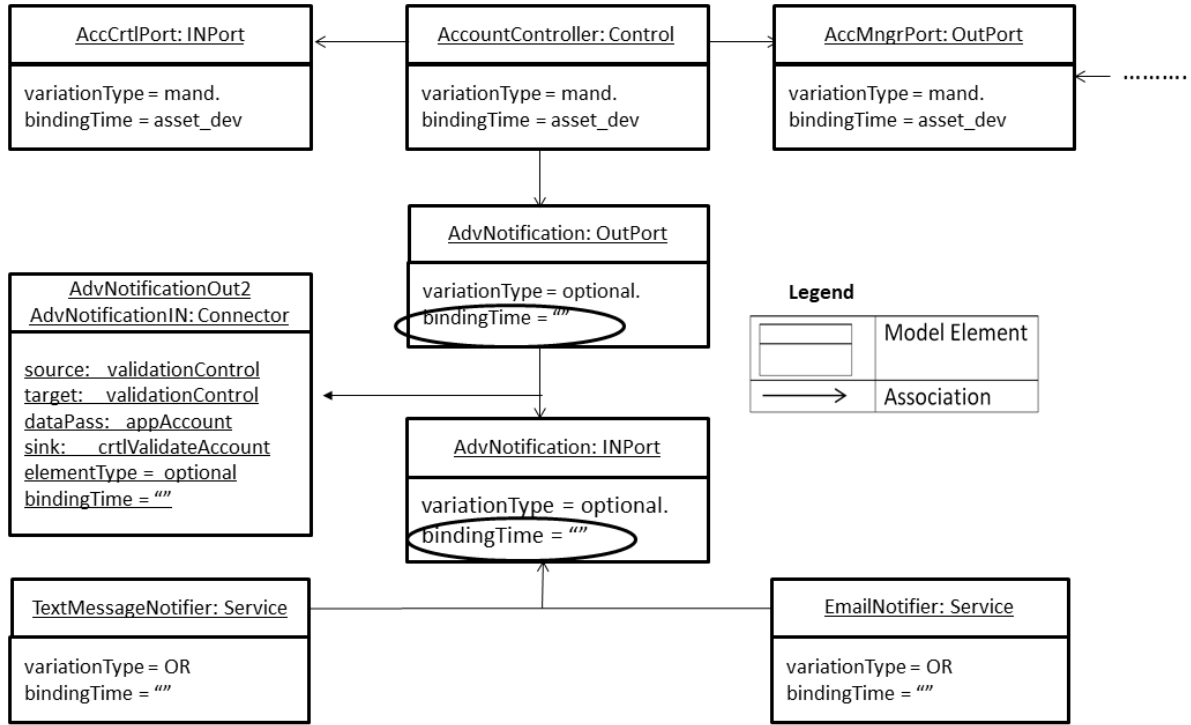 AccCrtlPort: INPort
variationType = mand.
bindingTime = asset_dev
AccountController: Control
variationType = mand.
bindingTime = asset_dev
AccMngrPort: OutPort
variationType = mand.
bindingTime = asset_dev
..........
AdvNotification: OutPort
variationType = optional.
bindingTime = “”
AdvNotificationOut2
AdvNotificationIN: Connector
source: validationControl
target: validationControl
dataPass: appAccount
sink: crtlValidateAccount
elementType = optional
bindingTime = “”
Legend
Model Element
Association
AdvNotification: INPort
variationType = optional.
bindingTime = “”
TextMessageNotifier: Service
variationType = OR
bindingTime = “”
EmailNotifier: Service
variationType = OR
bindingTime = “”